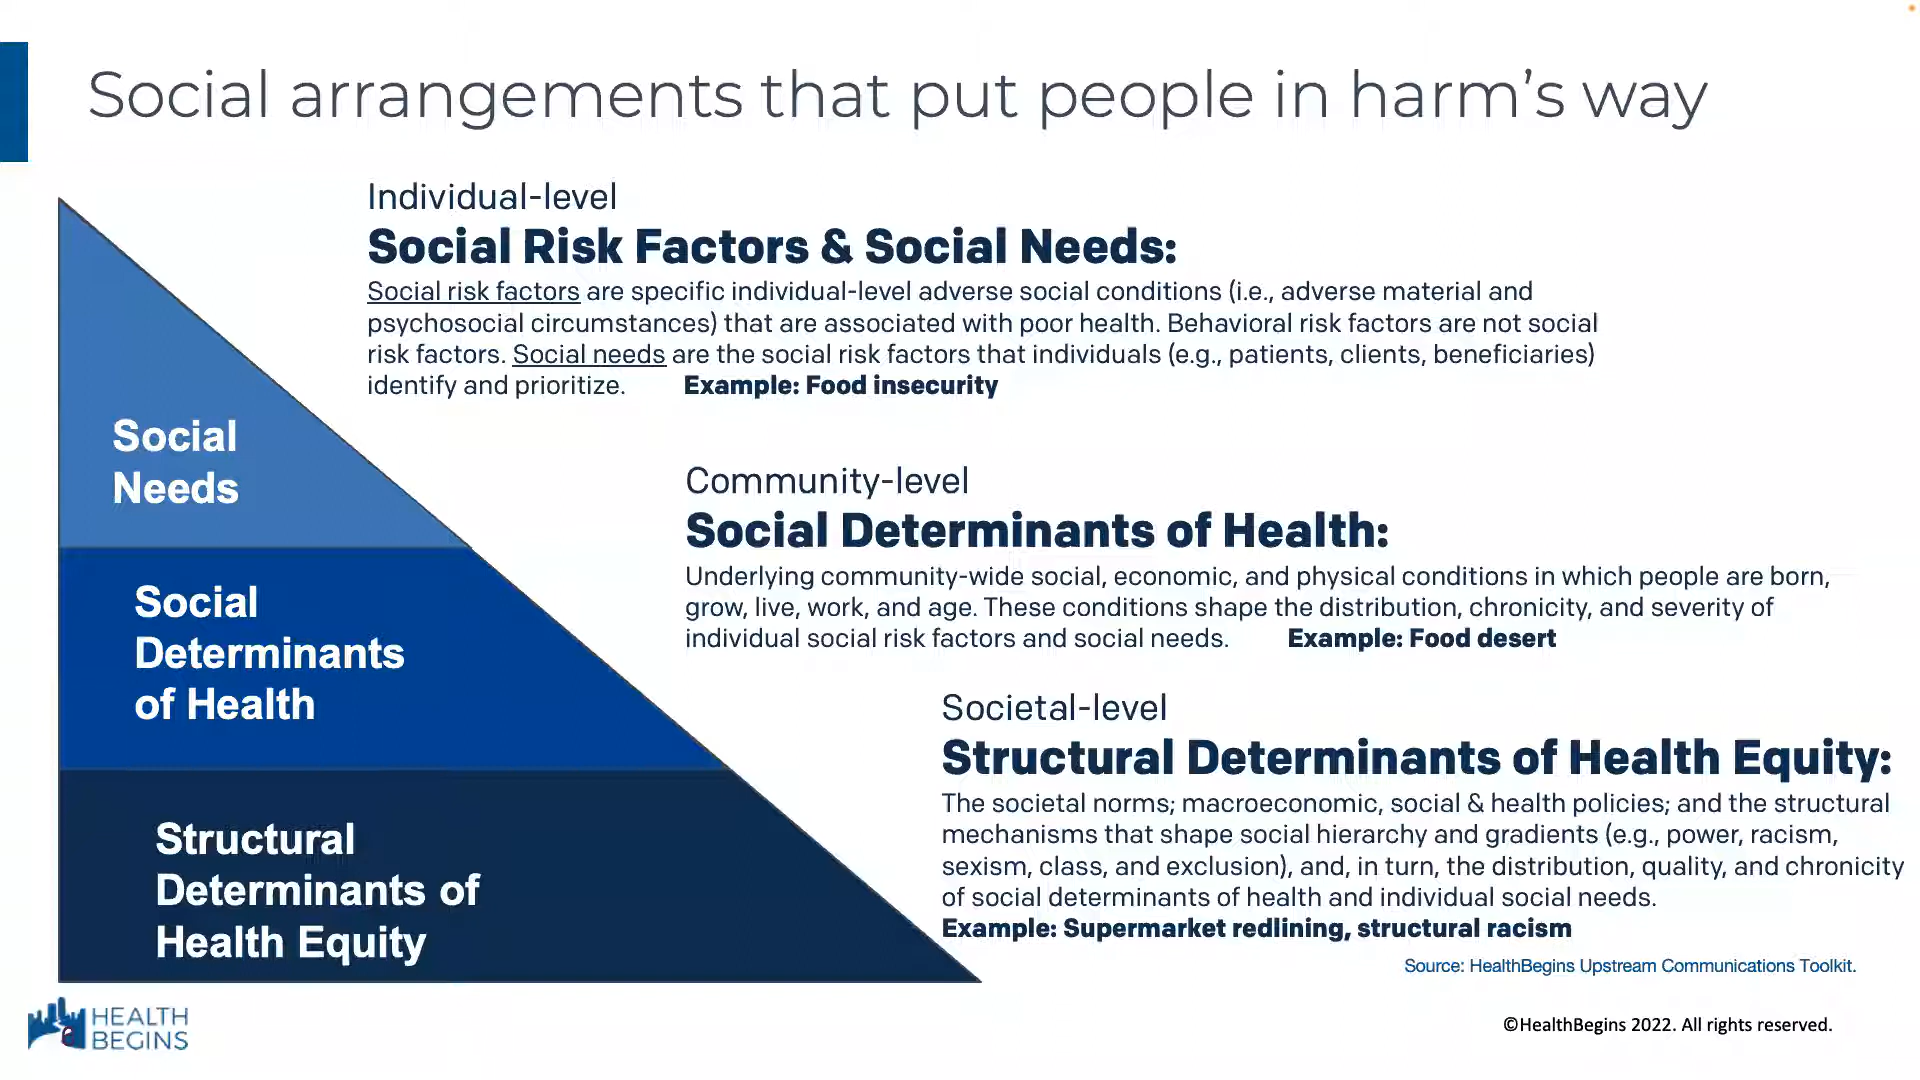 Social arrangements that put people in harm's way
Individual-level
Social Risk Factors & Social Needs:
Social risk factors are specific individual-level adverse social conditions (i.e., adverse material and
psychosocial circumstances) that are associated with poor health. Behavioral risk factors are not social
risk factors. Social needs are the social risk factors that individuals (e.g., patients, clients, beneficiaries)
identify and prioritize. Example: Food insecurity
Social
Needs
Community-level
Social Determinants of Health:
Underlying community-wide social, economic, and physical conditions in which people are born,
grow, live, work, and age. These conditions shape the distribution, chronicity, and severity of
individual social risk factors and social needs. Example: Food desert
Social
Determinants
of Health
Societal-level
Structural Determinants of Health Equity:
The societal norms; macroeconomic, social & health policies; and the structural
mechanisms that shape social hierarchy and gradients (e.g., power, racism,
sexism, class, and exclusion), and, in turn, the distribution, quality, and chronicity
of social determinants of health and individual social needs.
Example: Supermarket redlining, structural racism
Structural
Determinants of
Health Equity
Source: HealthBegins Upstream Communications Toolkit.
HEALTH
BEGINS
©HealthBegins 2022. All rights reserved.